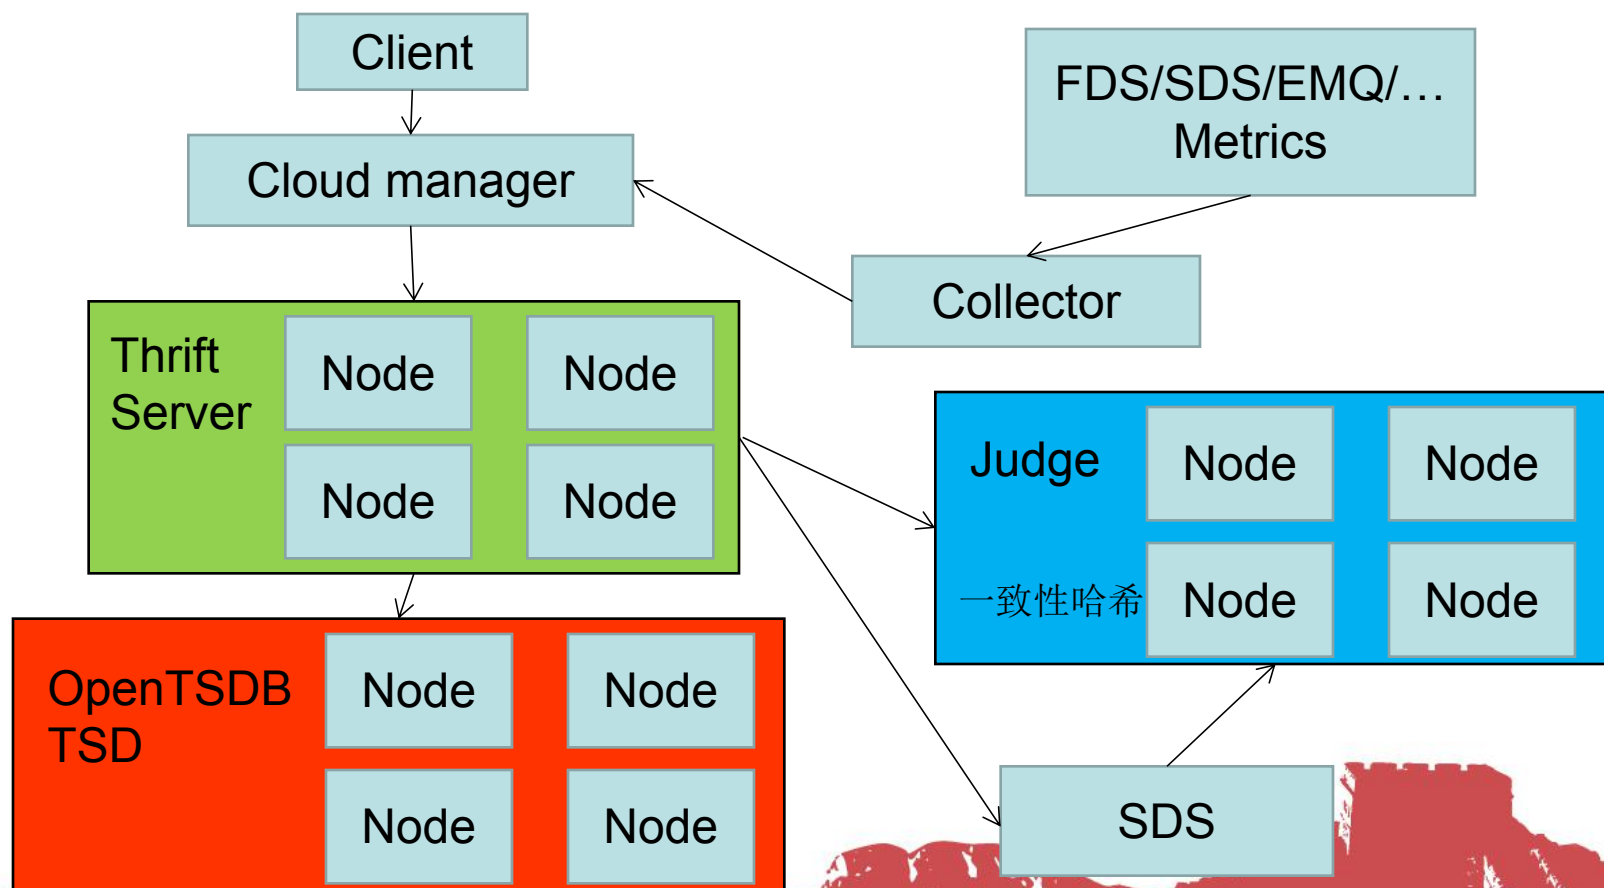 Client
FDS/SDS/EMQ/…
Metrics
Cloud manager
Collector
Thrift
Server
Node
Node
Node
Node
Judge
一致性哈希
Node
Node
Node
Node
OpenTSDB
TSD
Node
Node
Node
Node
SDS